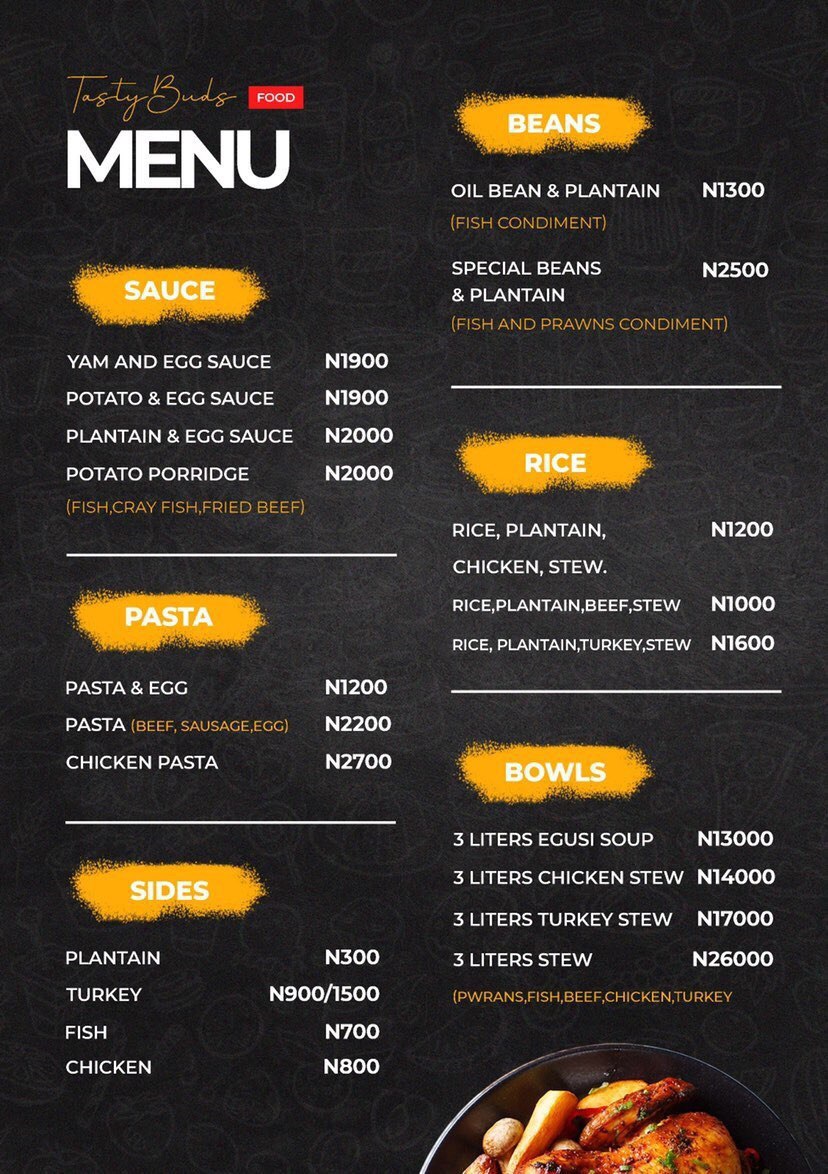 Tasty Buds FOOD
MENU
SAUCE
YAM AND EGG SAUCE N1900
POTATO & EGG SAUCE N1900
PLANTAIN & EGG SAUCE N2000
POTATO PORRIDGE N2000
(FISH,CRAY FISH,FRIED BEEF)
PASTA
PASTA & EGG N1200
PASTA (BEEF, SAUSAGE,EGG) N2200
CHICKEN PASTA N2700
SIDES
PLANTAIN N300
TURKEY N900/1500
FISH N700
CHICKEN N800
BEANS
OIL BEAN & PLANTAIN N1300
(FISH CONDIMENT)
SPECIAL BEANS N2500
& PLANTAIN
(FISH AND PRAWNS CONDIMENT)
RICE
RICE, PLANTAIN, N1200
CHICKEN, STEW.
RICE,PLANTAIN,BEEF,STEW N1000
RICE, PLANTAIN,TURKEY,STEW N1600
BOWLS
3 LITERS EGUSI SOUP N13000
3 LITERS CHICKEN STEW N14000
3 LITERS TURKEY STEW N17000
3 LITERS STEW N26000
(PWRANS,FISH,BEEF,CHICKEN,TURKEY